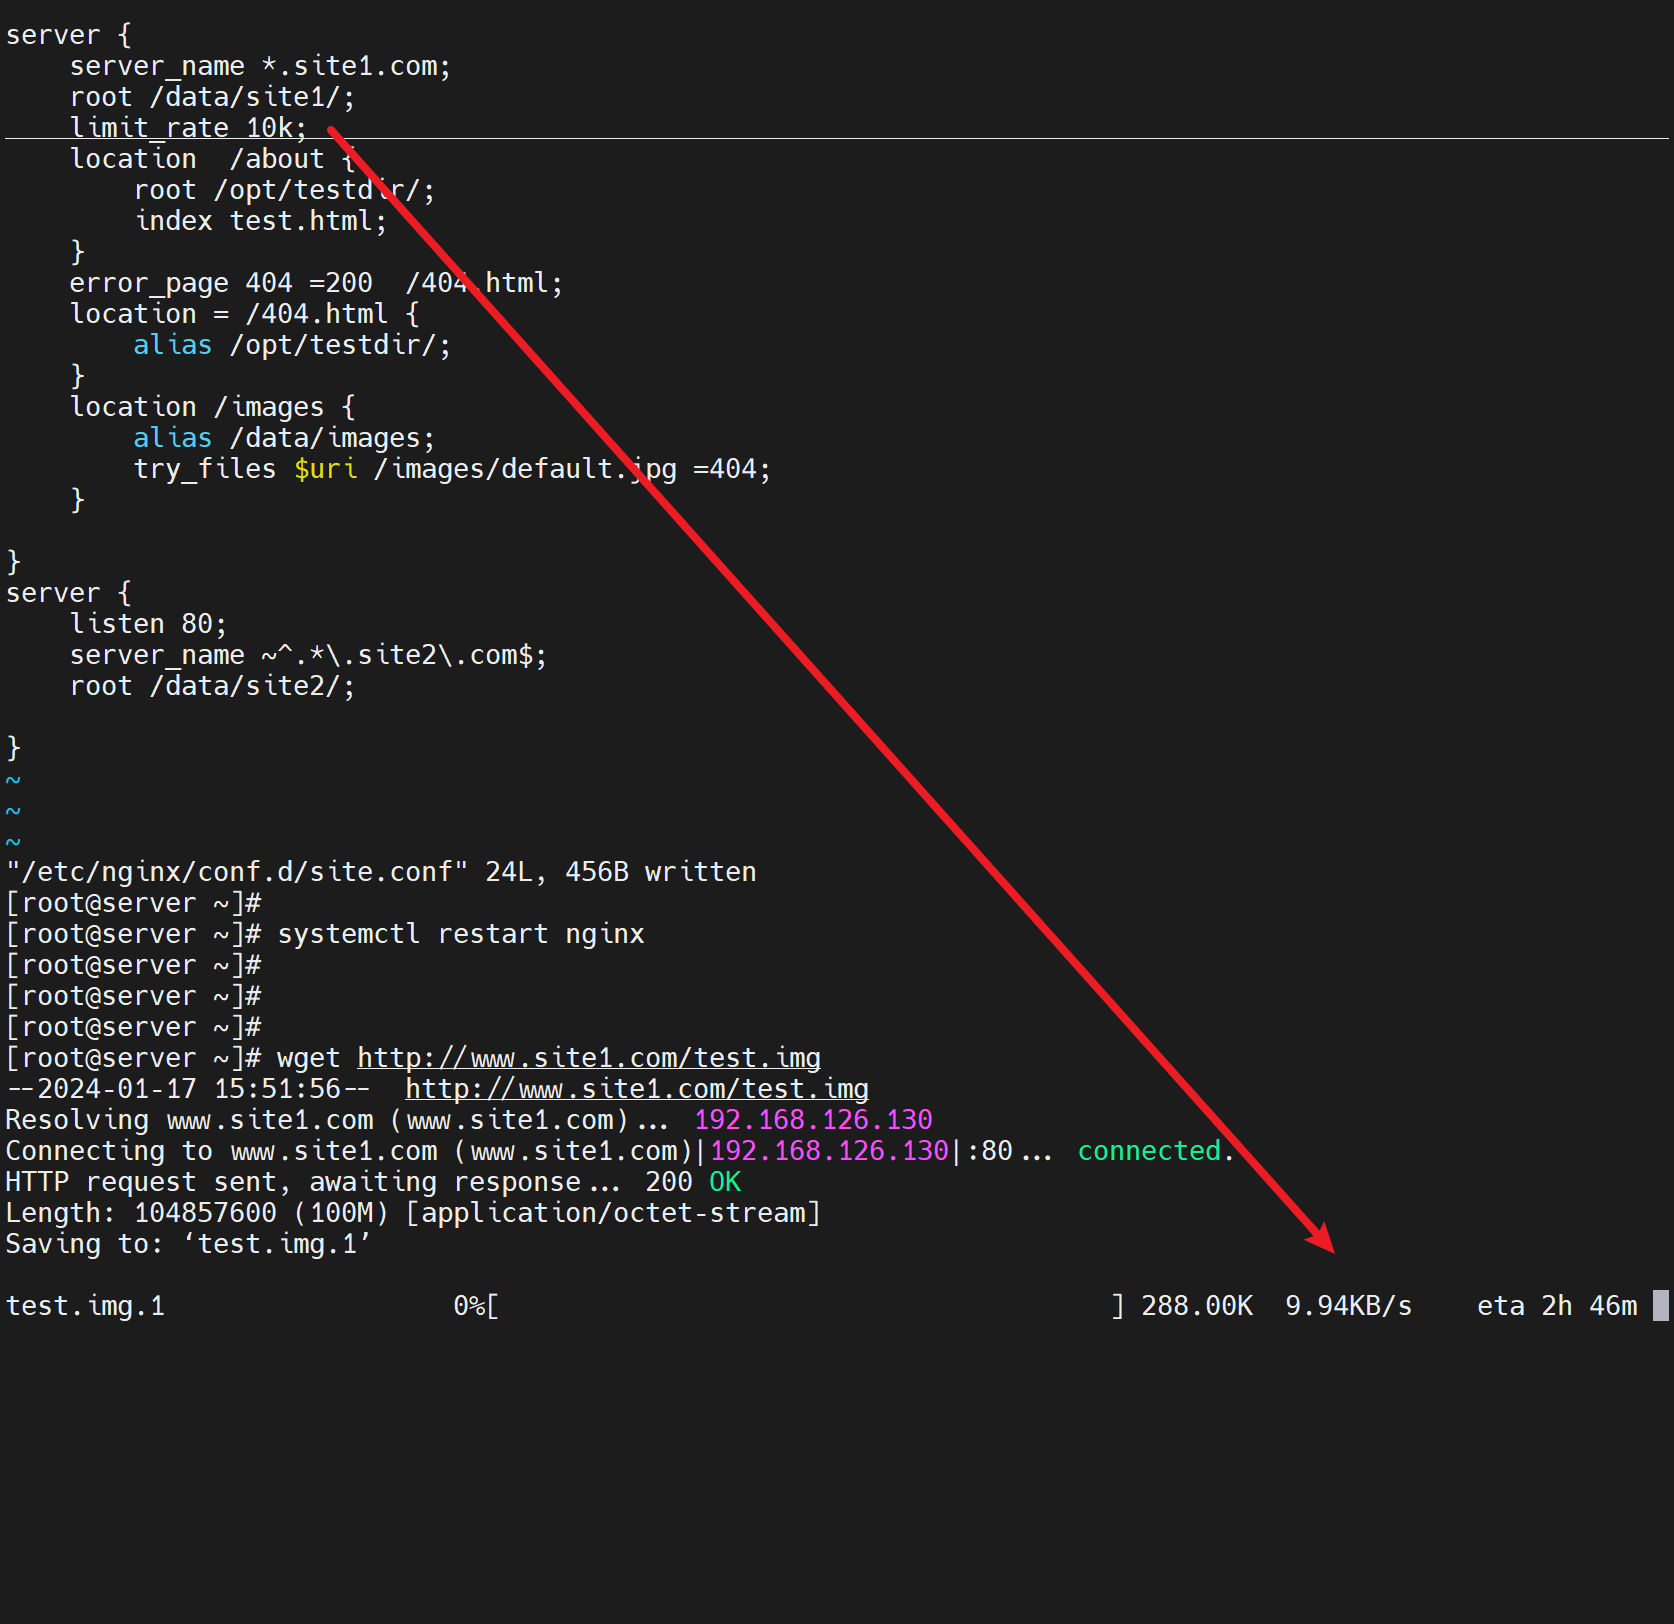 server {
    server_name *.site1.com;
    root /data/site1/;
    limit_rate 10k;
    location  /about {
        root /opt/testdir/;
        index test.html;
    }
    error_page 404 =200  /404.html;
    location = /404.html {
        alias /opt/testdir/;
    }
    location /images {
        alias /data/images;
        try_files $uri /images/default.jpg =404;
    }

}
server {
    listen 80;
    server_name ~^.*\.site2\.com$;
    root /data/site2/;

}
~
~
~
"/etc/nginx/conf.d/site.conf" 24L, 456B written
[root@server ~]#
[root@server ~]# systemctl restart nginx
[root@server ~]#
[root@server ~]#
[root@server ~]#
[root@server ~]# wget http://www.site1.com/test.img
--2024-01-17 15:51:56--  http://www.site1.com/test.img
Resolving www.site1.com (www.site1.com)... 192.168.126.130
Connecting to www.site1.com (www.site1.com)|192.168.126.130|:80... connected.
HTTP request sent, awaiting response... 200 OK
Length: 104857600 (100M) [application/octet-stream]
Saving to: ‘test.img.1’

test.img.1                  0%[                                      ] 288.00K  9.94KB/s    eta 2h 46m